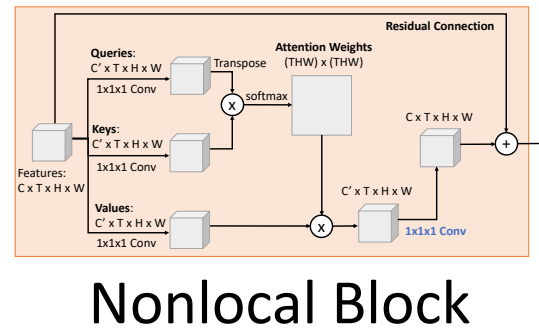 Residual Connection
Queries:
C' x T x H x W
1x1x1 Conv
Transpose
Attention Weights
(THW) x (THW)
x
softmax
Keys:
C' x T x H x W
1x1x1 Conv
Features:
C x T x H x W
C x T x H x W
+
Values:
C' x T x H x W
1x1x1 Conv
x
C' x T x H x W
1x1x1 Conv
Nonlocal Block